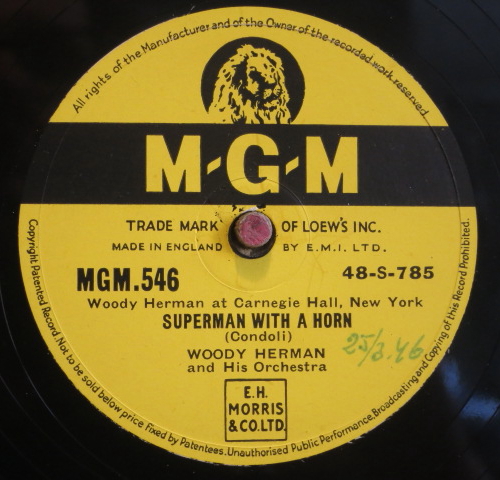 All rights of the Manufacturer and of the Owner of the recorded work reserved
M-G-M
TRADE MARK OF LOEW'S INC.
MADE IN ENGLAND BY E.M.I. LTD.
MGM.546 48-S-785
Woody Herman at Carnegie Hall, New York
SUPERMAN WITH A HORN
(Condoli)
25/3.46
WOODY HERMAN
and His Orchestra
E.H.
MORRIS
& CO. LTD.
Copyright Patented Record. Not to be sold below price fixed by Patentees. Unauthorised Public Performance, Broadcasting and Copying of this Record Prohibited.